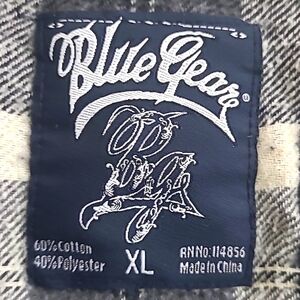 Blue Gear®
60% Cotton
40% Polyester
XL
RN No: 114856
Made in China